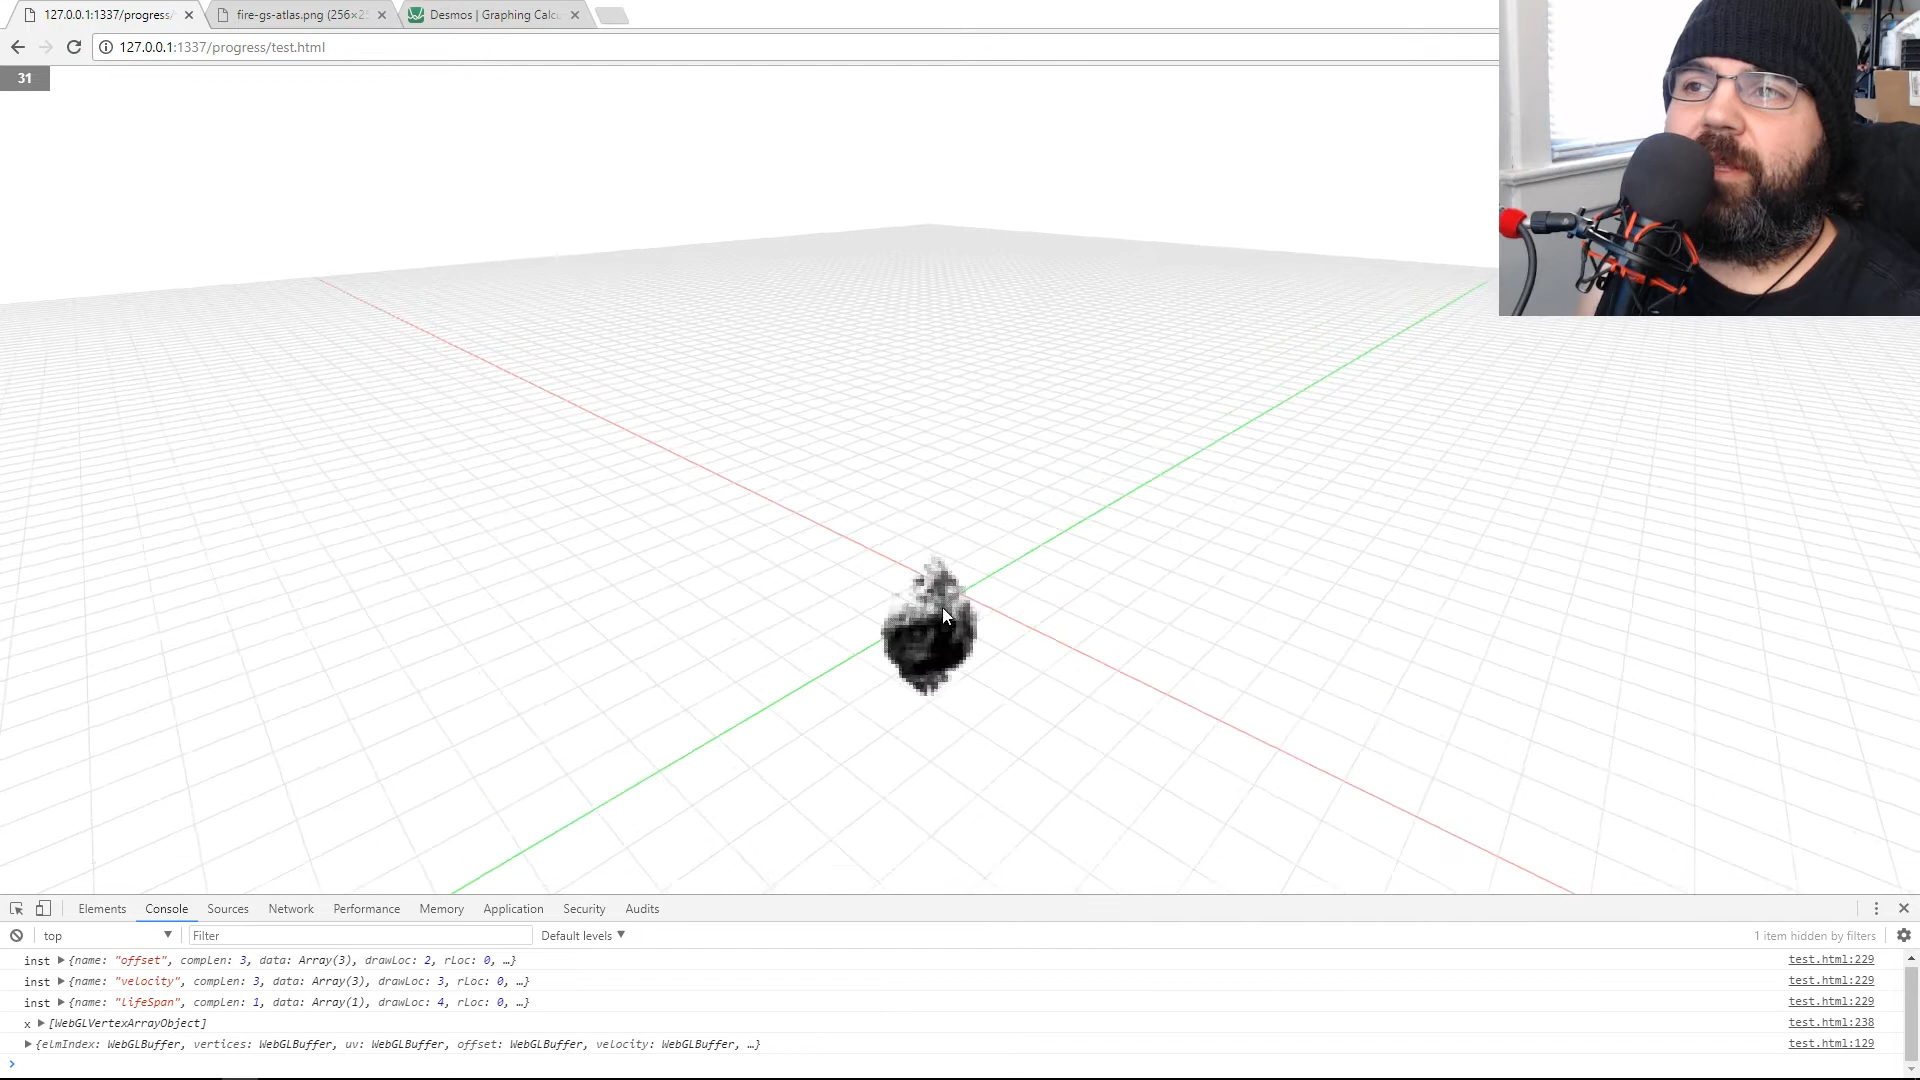 127.0.0.1:1337/progress/
fire-gs-atlas.png (256×25
Desmos | Graphing Calcu
127.0.0.1:1337/progress/test.html
31
Elements Console Sources Network Performance Memory Application Security Audits
top Filter Default levels 1 item hidden by filters
inst {name: "offset", compLen: 3, data: Array(3), drawLoc: 2, rLoc: 0, …} test.html:229
inst {name: "velocity", compLen: 3, data: Array(3), drawLoc: 3, rLoc: 0, …} test.html:229
inst {name: "lifeSpan", compLen: 1, data: Array(1), drawLoc: 4, rLoc: 0, …} test.html:229
x [WebGLVertexArrayObject] test.html:238
{elmIndex: WebGLBuffer, vertices: WebGLBuffer, uv: WebGLBuffer, offset: WebGLBuffer, velocity: WebGLBuffer, …} test.html:129